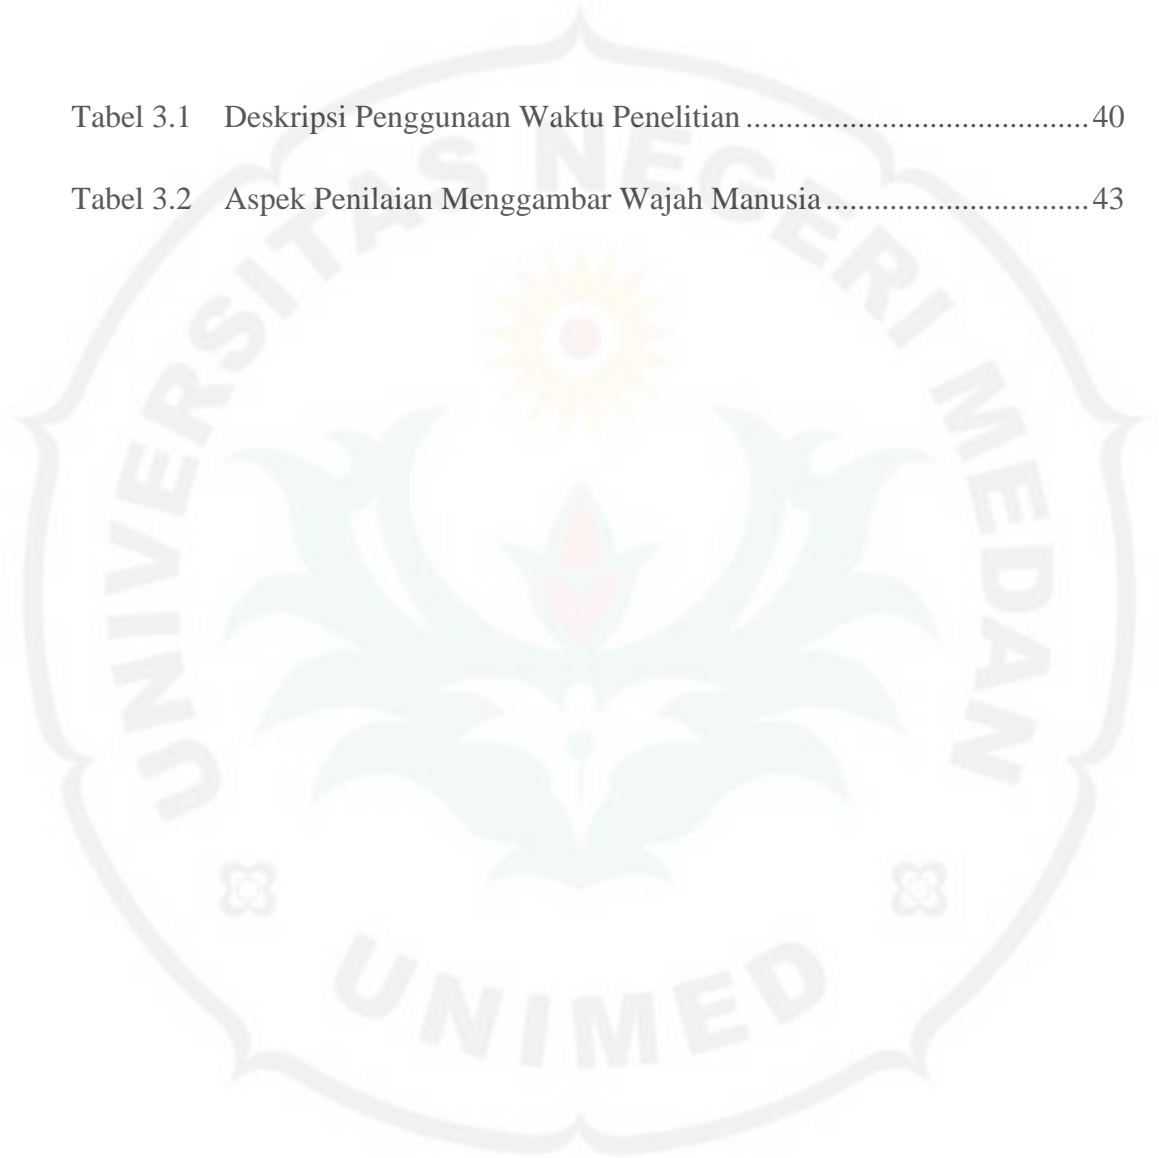 Tabel 3.1 Deskripsi Penggunaan Waktu Penelitian .................................... 40
Tabel 3.2 Aspek Penilaian Menggambar Wajah Manusia ............................ 43
UNIVERSITAS NEGERI MEDAN
UNIMED